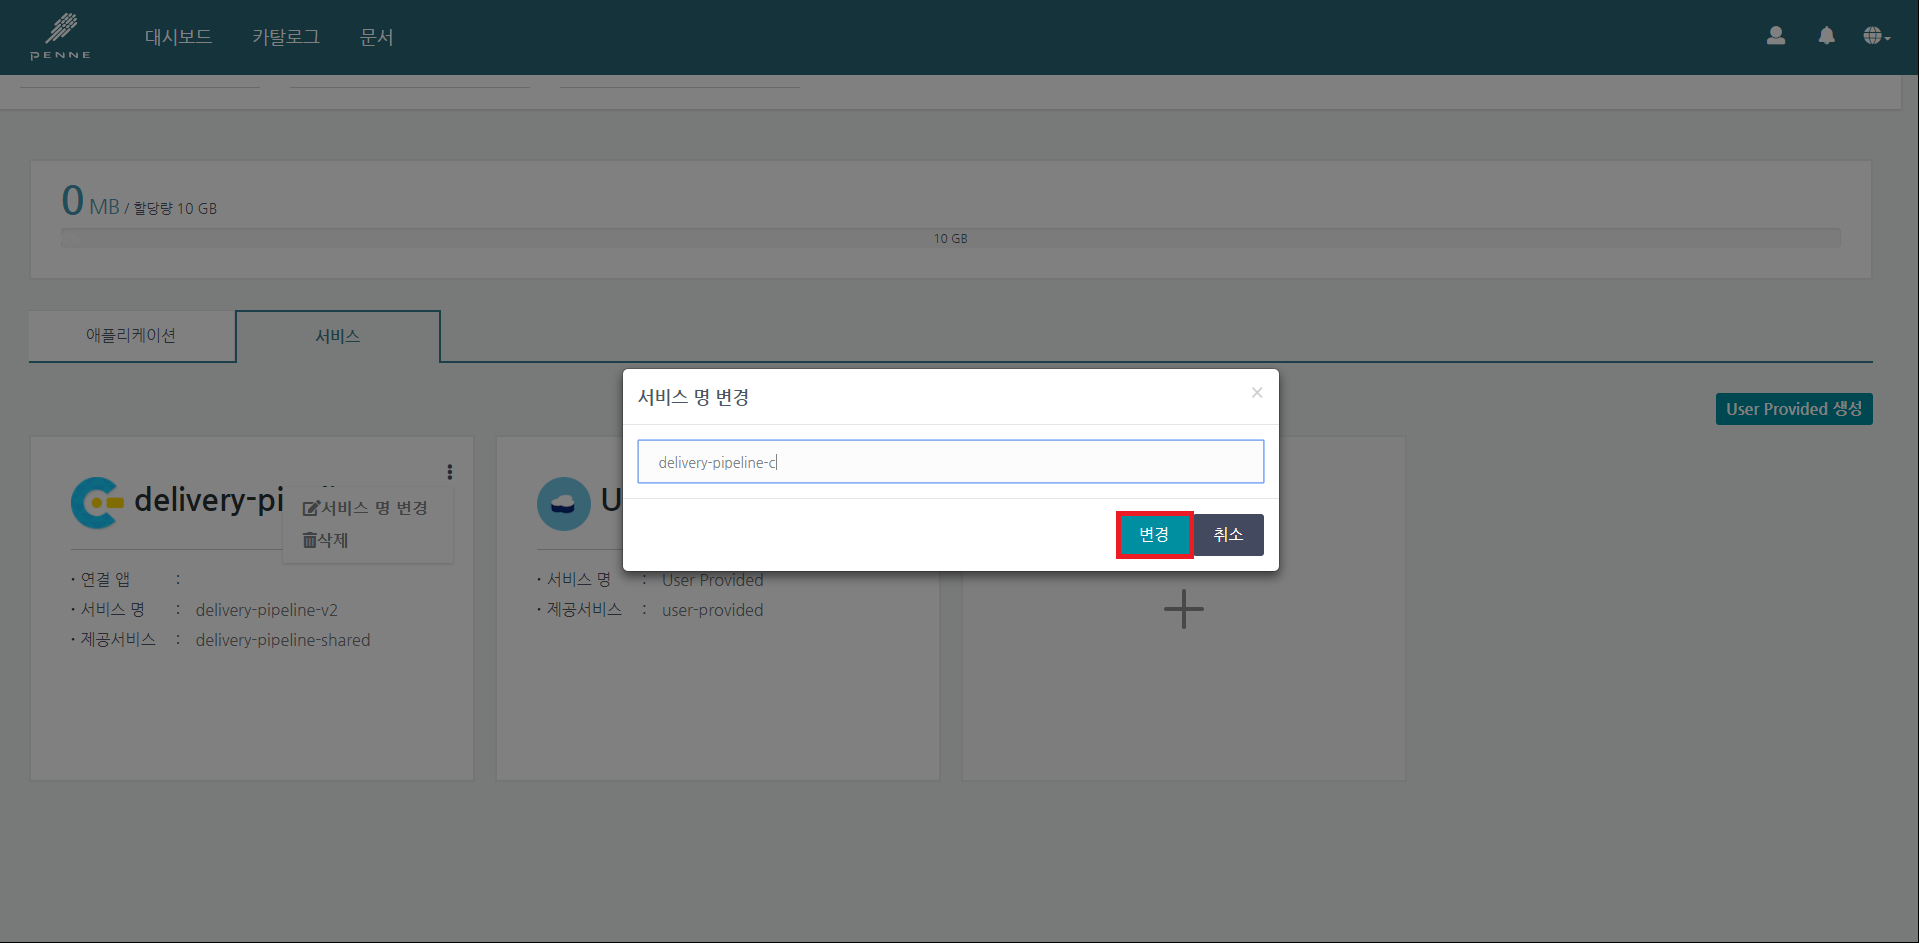 PENNE
대시보드
카탈로그
문서
0 MB / 할당량 10 GB
10 GB
애플리케이션
서비스
User Provided 생성
서비스 명 변경
×
delivery-pipeline-c
변경
취소
delivery-pi
서비스 명 변경
삭제
· 연결 앱 :
· 서비스 명 : delivery-pipeline-v2
· 제공서비스 : delivery-pipeline-shared
U
· 서비스 명 : User Provided
· 제공서비스 : user-provided